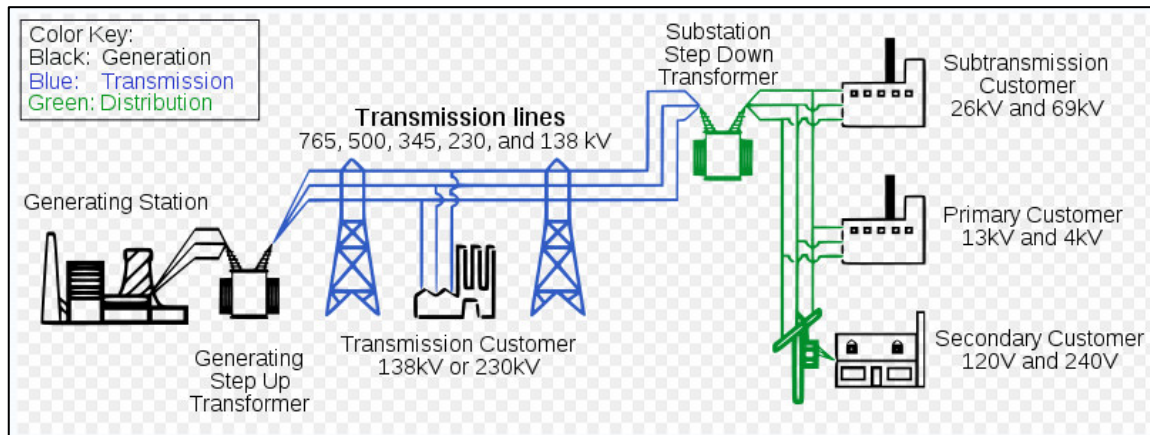 Color Key:
Black: Generation
Blue: Transmission
Green: Distribution
Substation
Step Down
Transformer
Subtransmission
Customer
26kV and 69kV
Transmission lines
765, 500, 345, 230, and 138 kV
Generating Station
Primary Customer
13kV and 4kV
Transmission Customer
138kV or 230kV
Generating
Step Up
Transformer
Secondary Customer
120V and 240V